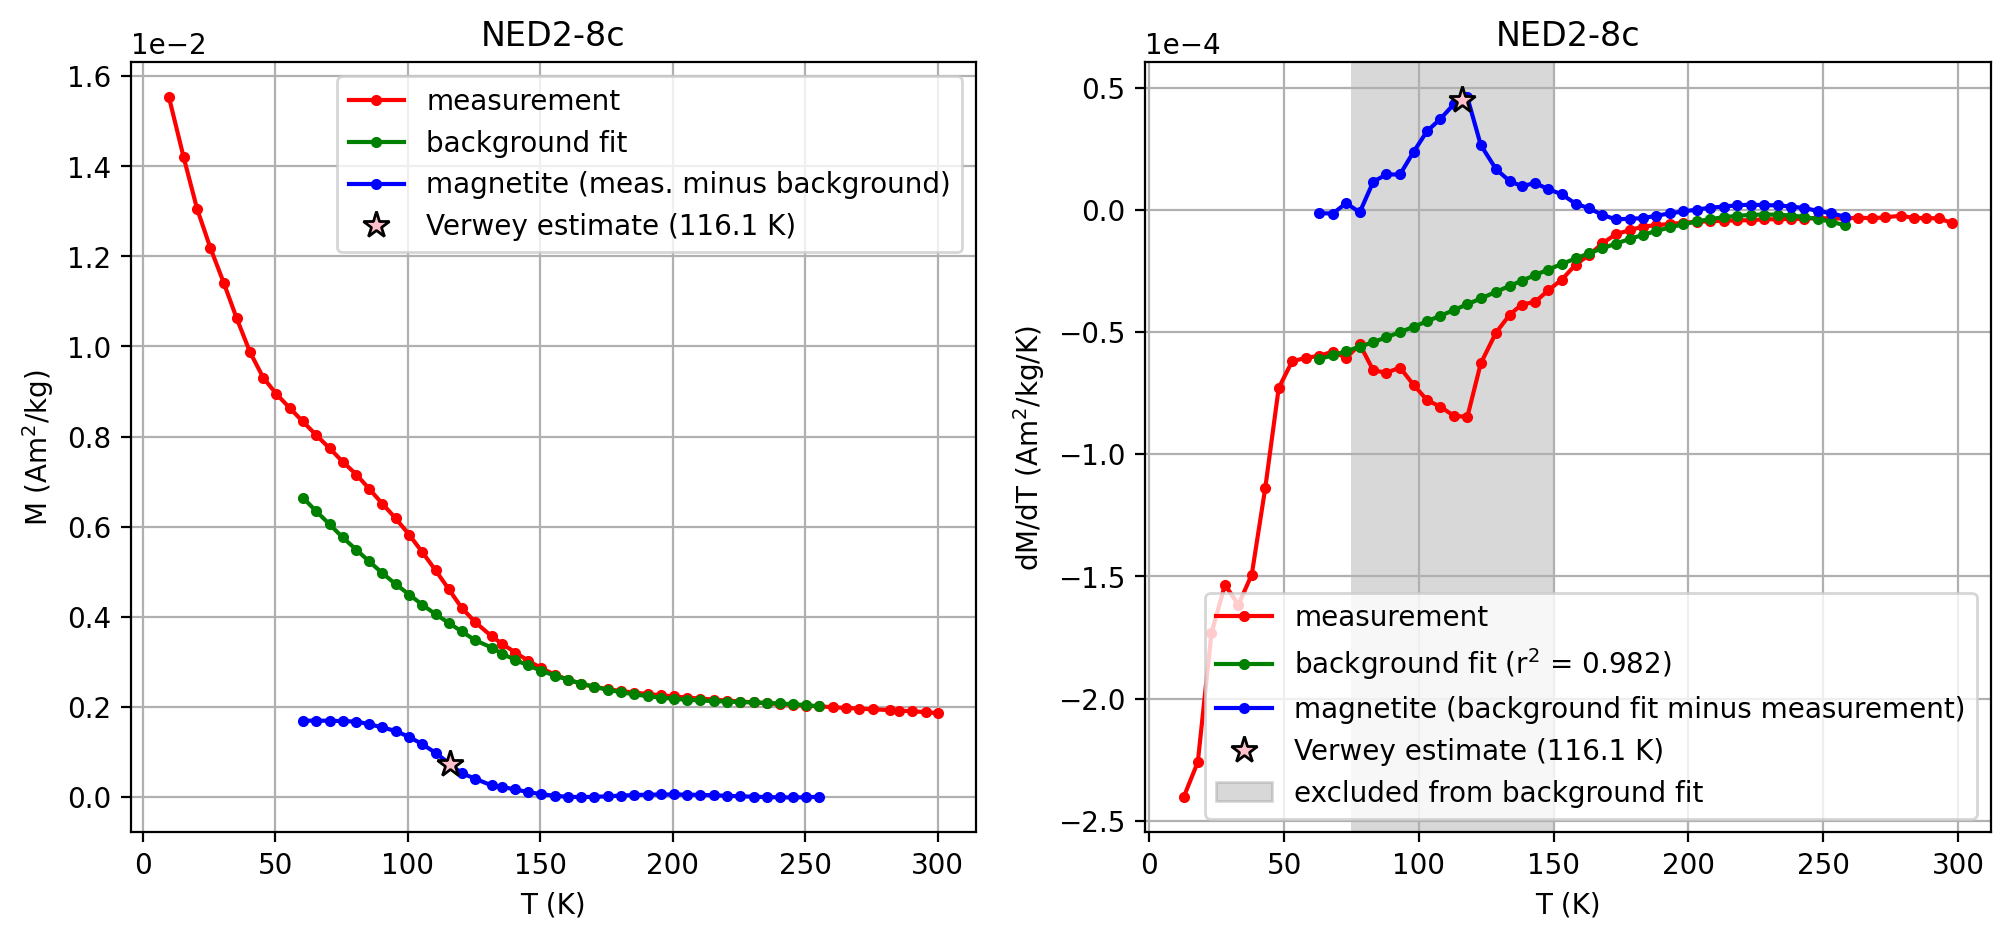 NED2-8c
1e−2
1.6
1.4
1.2
1.0
0.8
0.6
0.4
0.2
0.0
M (Am²/kg)
measurement
background fit
magnetite (meas. minus background)
Verwey estimate (116.1 K)
0 50 100 150 200 250 300
T (K)
NED2-8c
1e−4
0.5
0.0
−0.5
−1.0
−1.5
−2.0
−2.5
dM/dT (Am²/kg/K)
measurement
background fit (r² = 0.982)
magnetite (background fit minus measurement)
Verwey estimate (116.1 K)
excluded from background fit
0 50 100 150 200 250 300
T (K)